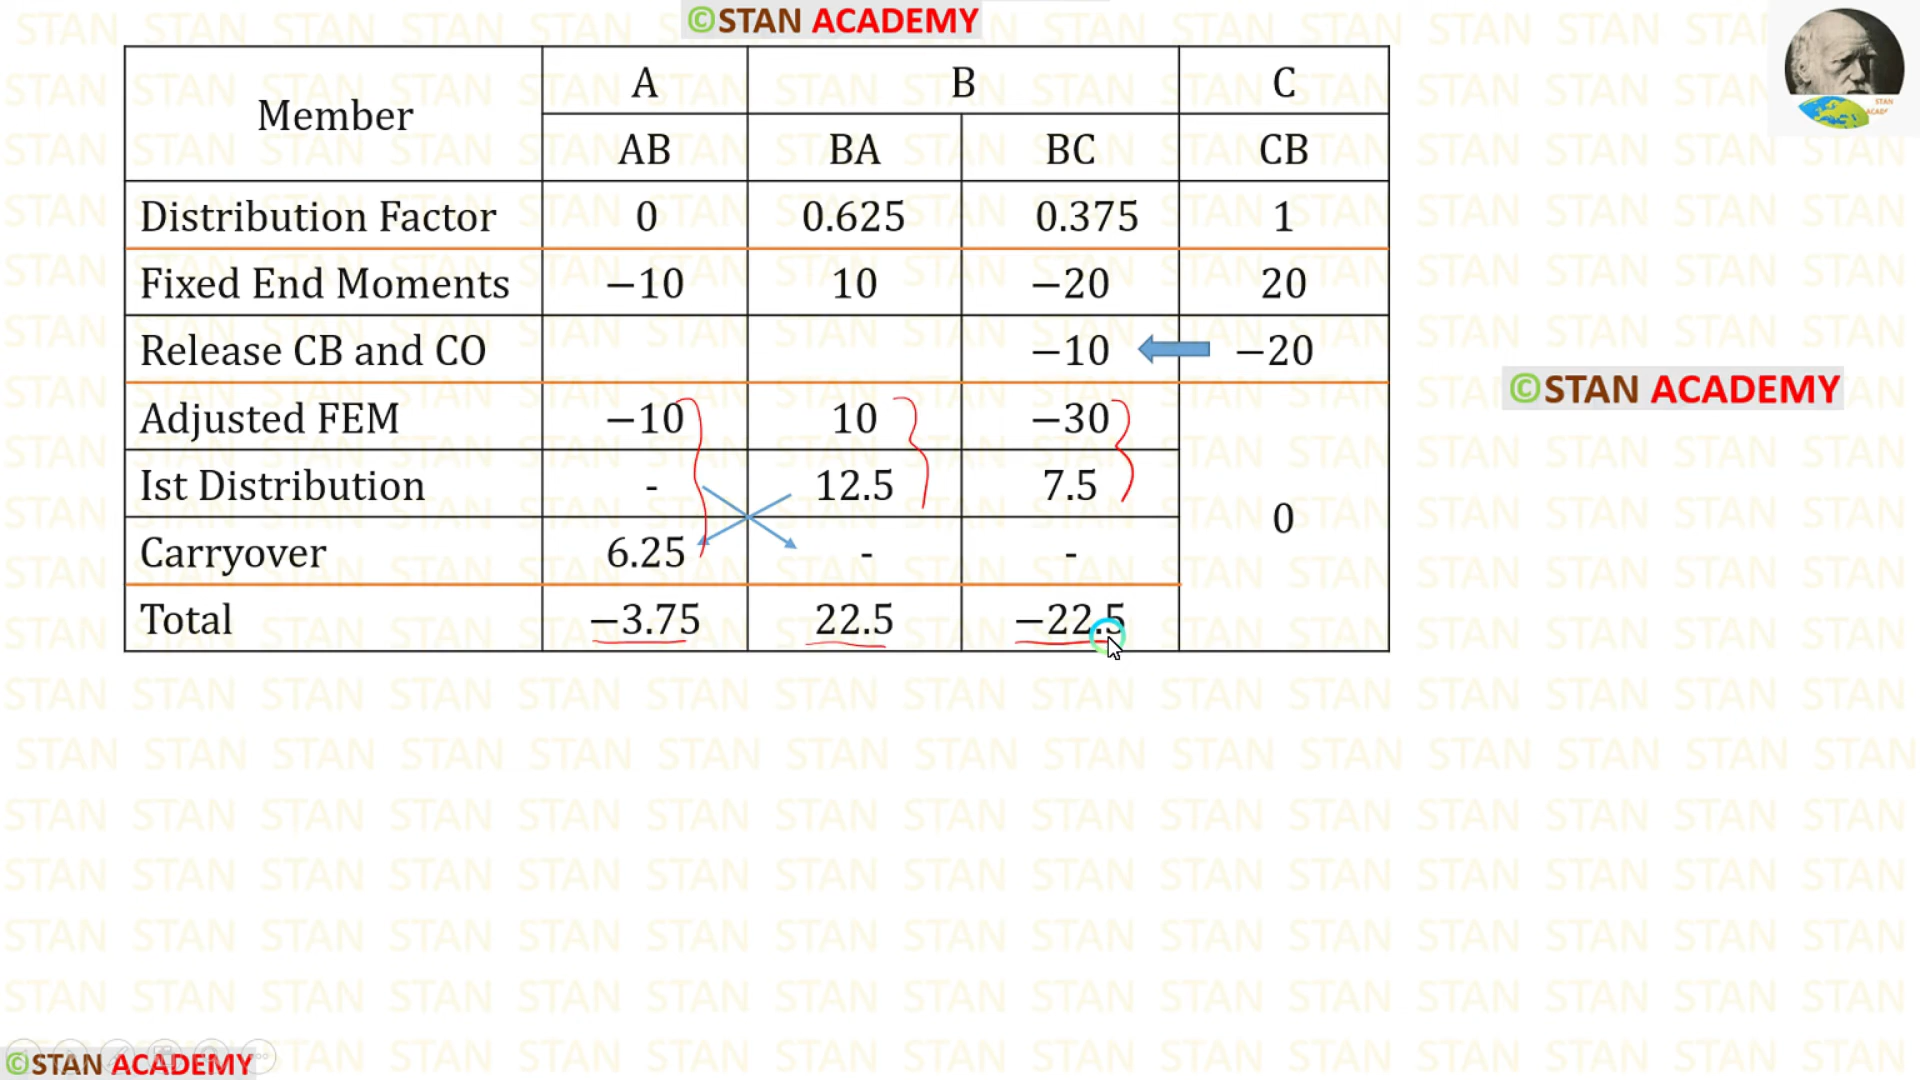 ©STAN ACADEMY
Member A B C
AB BA BC CB
Distribution Factor 0 0.625 0.375 1
Fixed End Moments −10 10 −20 20
Release CB and CO −10 −20
Adjusted FEM −10 10 −30
Ist Distribution - 12.5 7.5
0
Carryover 6.25 - -
Total −3.75 22.5 −22.5
©STAN ACADEMY
©STAN ACADEMY